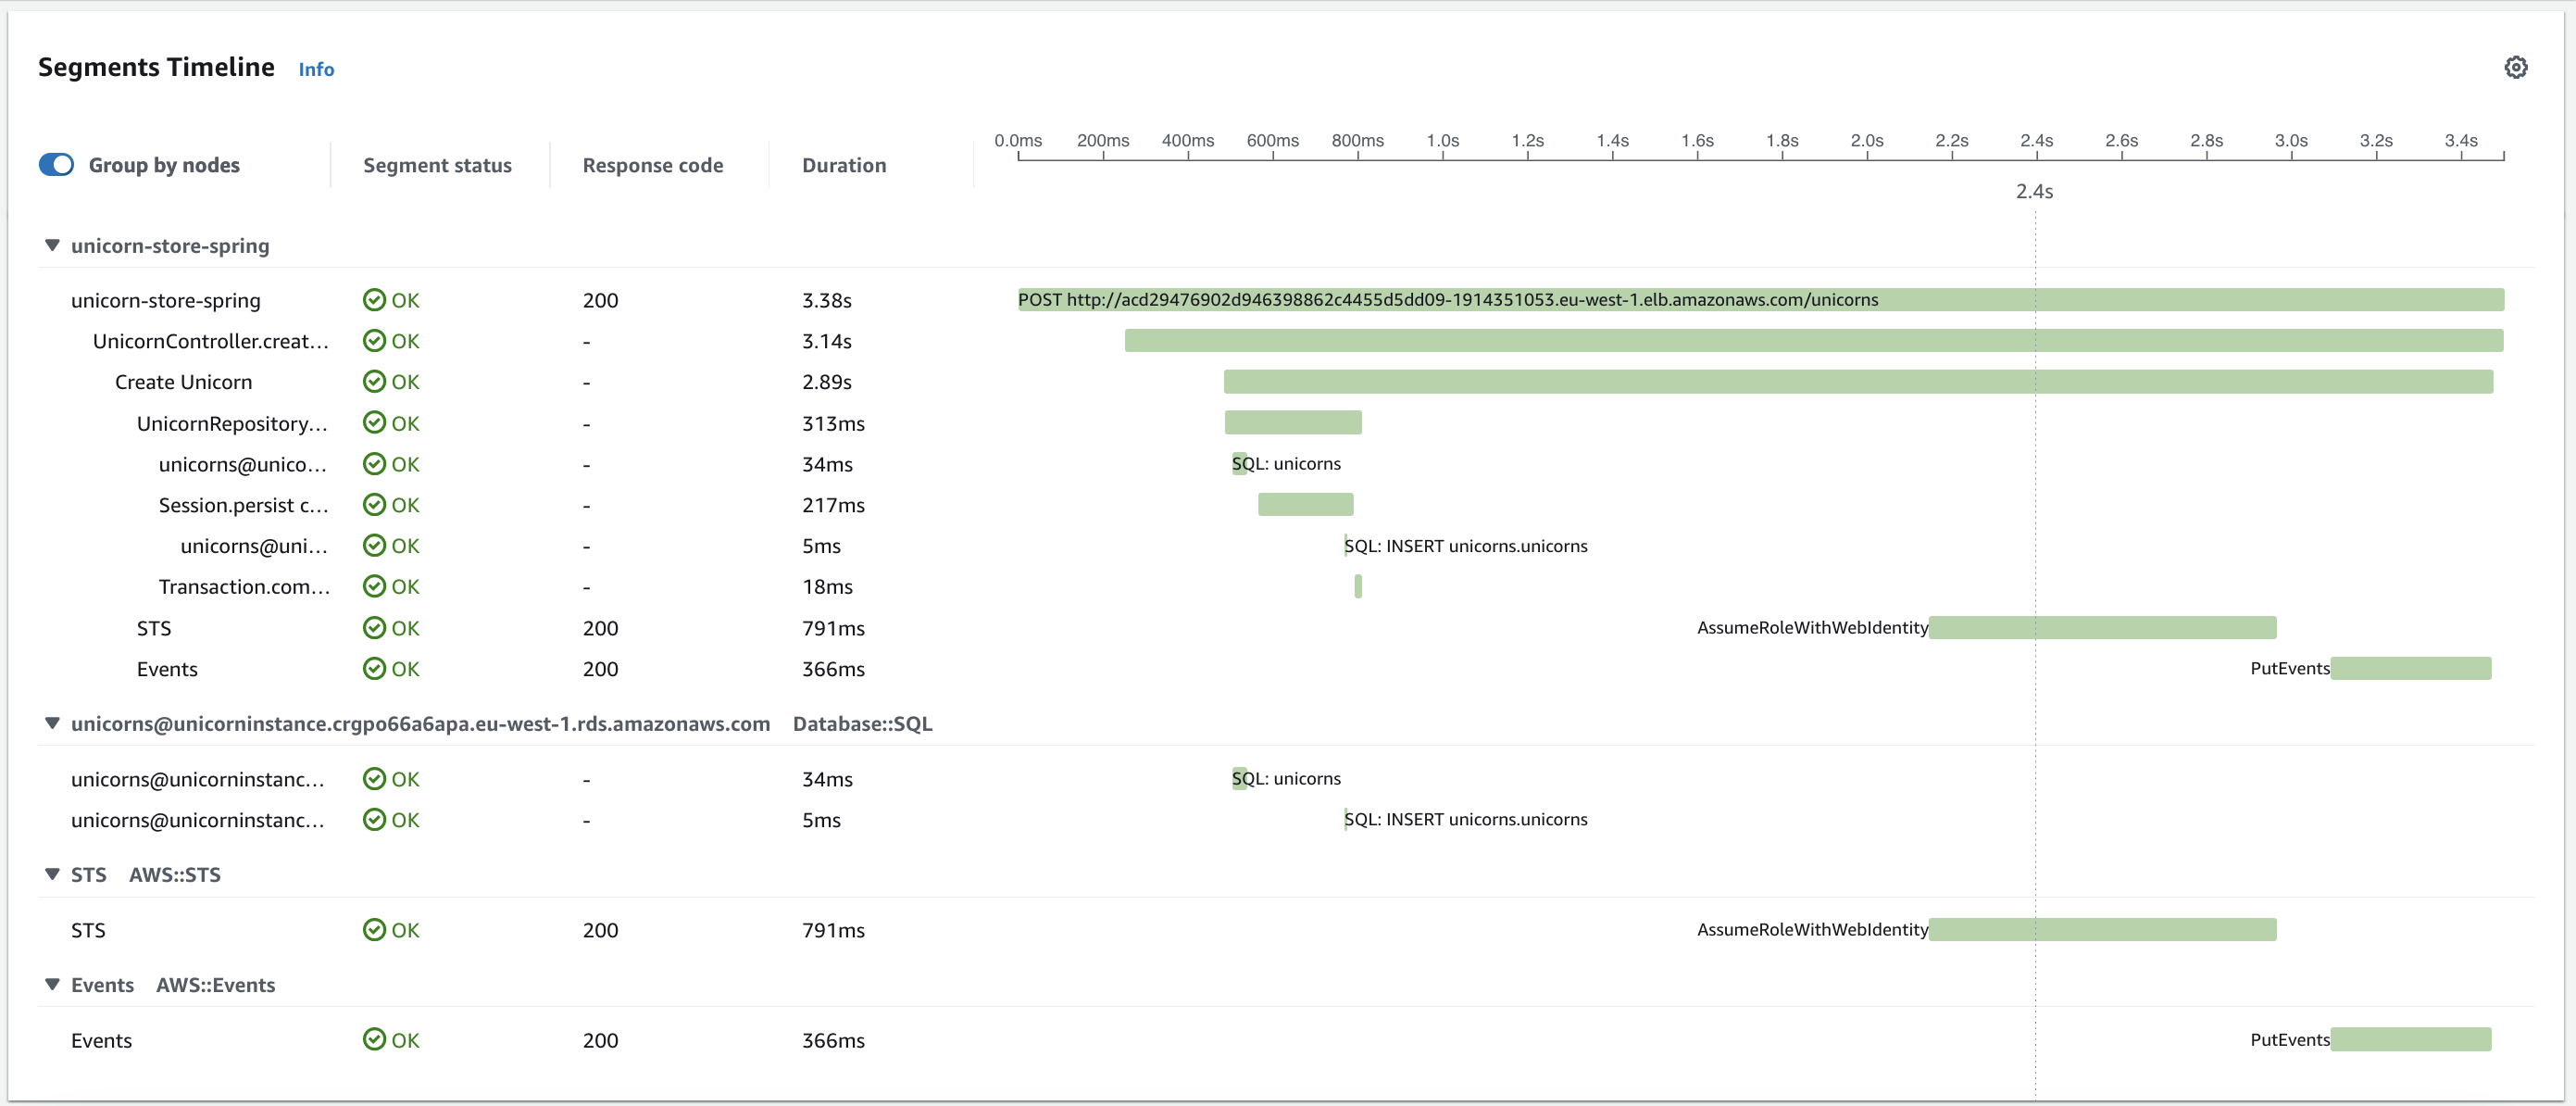 Segments Timeline Info
0.0ms 200ms 400ms 600ms 800ms 1.0s 1.2s 1.4s 1.6s 1.8s 2.0s 2.2s 2.4s 2.6s 2.8s 3.0s 3.2s 3.4s
Group by nodes Segment status Response code Duration
2.4s
unicorn-store-spring
unicorn-store-spring OK 200 3.38s POST http://acd29476902d946398862c4455d5dd09-1914351053.eu-west-1.elb.amazonaws.com/unicorns
UnicornController.creat... OK - 3.14s
Create Unicorn OK - 2.89s
UnicornRepository... OK - 313ms
unicorns@unico... OK - 34ms SQL: unicorns
Session.persist c... OK - 217ms
unicorns@uni... OK - 5ms SQL: INSERT unicorns.unicorns
Transaction.com... OK - 18ms
STS OK 200 791ms AssumeRoleWithWebIdentity
Events OK 200 366ms PutEvents
unicorns@unicorninstance.crgpo66a6apa.eu-west-1.rds.amazonaws.com Database::SQL
unicorns@unicorninstanc... OK - 34ms SQL: unicorns
unicorns@unicorninstanc... OK - 5ms SQL: INSERT unicorns.unicorns
STS AWS::STS
STS OK 200 791ms AssumeRoleWithWebIdentity
Events AWS::Events
Events OK 200 366ms PutEvents